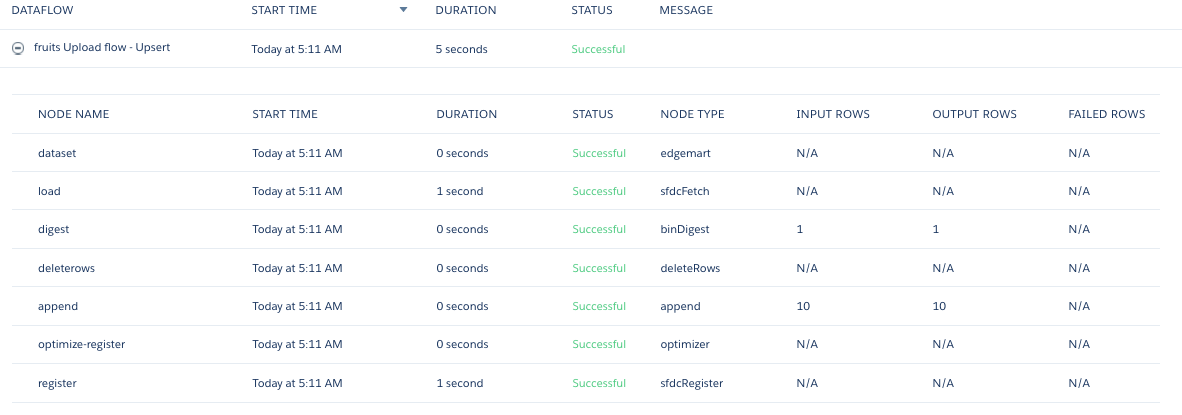 DATAFLOW START TIME DURATION STATUS MESSAGE
fruits Upload flow - Upsert Today at 5:11 AM 5 seconds Successful
NODE NAME START TIME DURATION STATUS NODE TYPE INPUT ROWS OUTPUT ROWS FAILED ROWS
dataset Today at 5:11 AM 0 seconds Successful edgemart N/A N/A N/A
load Today at 5:11 AM 1 second Successful sfdcFetch N/A N/A N/A
digest Today at 5:11 AM 0 seconds Successful binDigest 1 1 N/A
deleterows Today at 5:11 AM 0 seconds Successful deleteRows N/A N/A N/A
append Today at 5:11 AM 0 seconds Successful append 10 10 N/A
optimize-register Today at 5:11 AM 0 seconds Successful optimizer N/A N/A N/A
register Today at 5:11 AM 1 second Successful sfdcRegister N/A N/A N/A